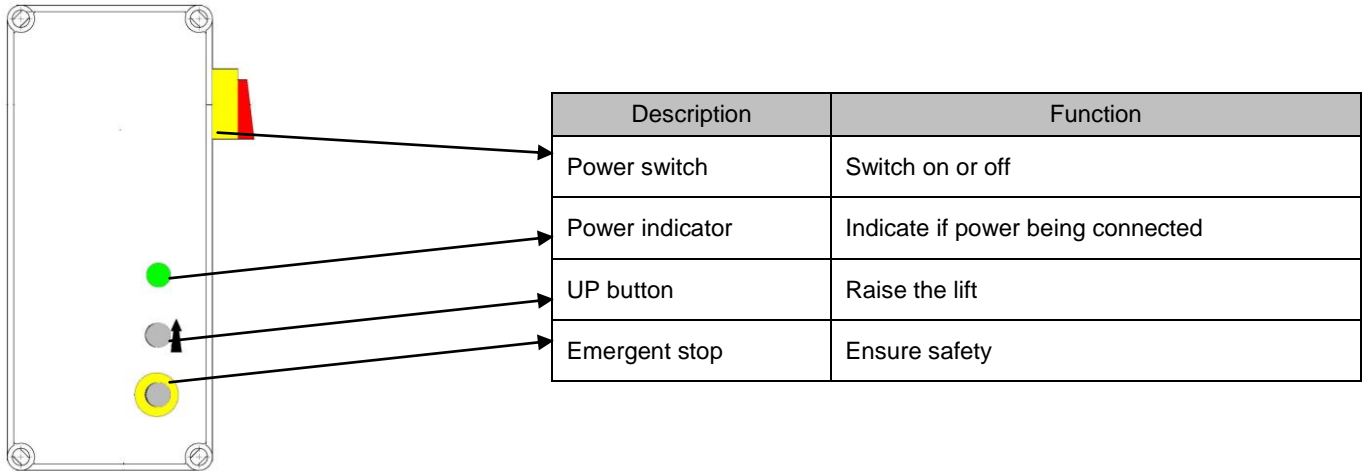 Description Function
Power switch Switch on or off
Power indicator Indicate if power being connected
UP button Raise the lift
Emergent stop Ensure safety